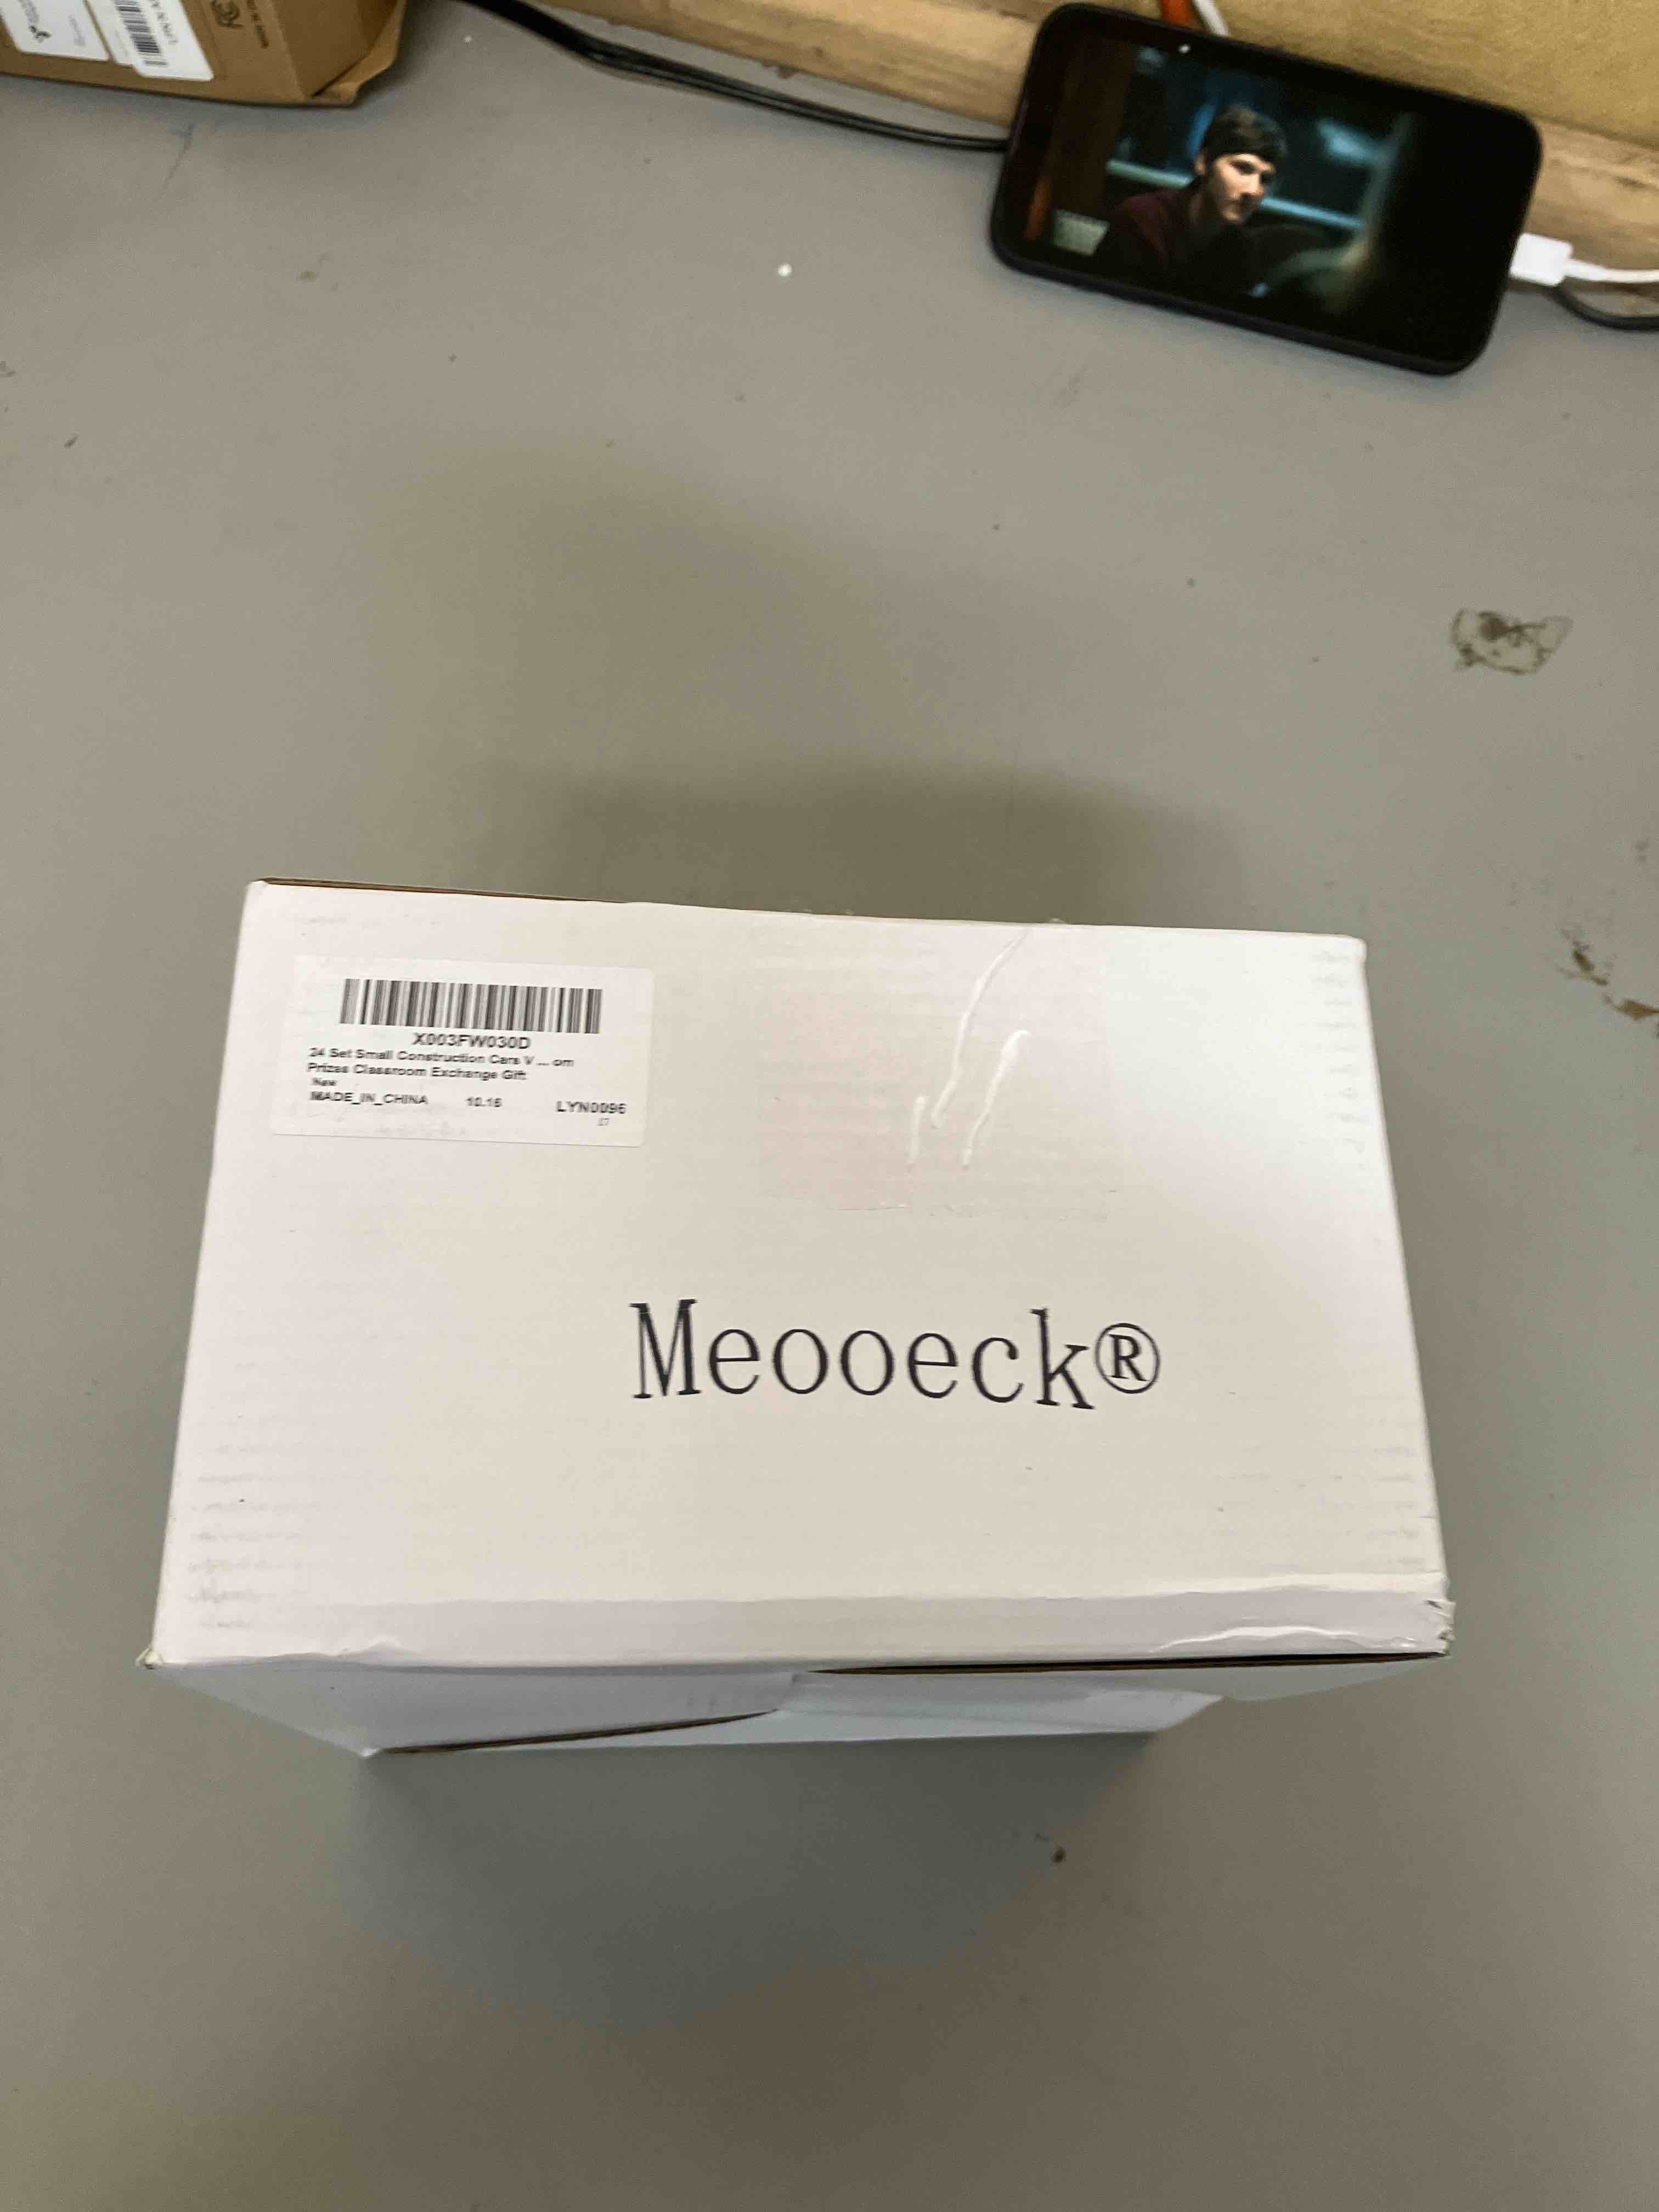 X003FW030D
24 Set Small Construction Cars V ... om
Prizes Classroom Exchange Gift
New
MADE_IN_CHINA 10.16 LYN0096
Meooeck®